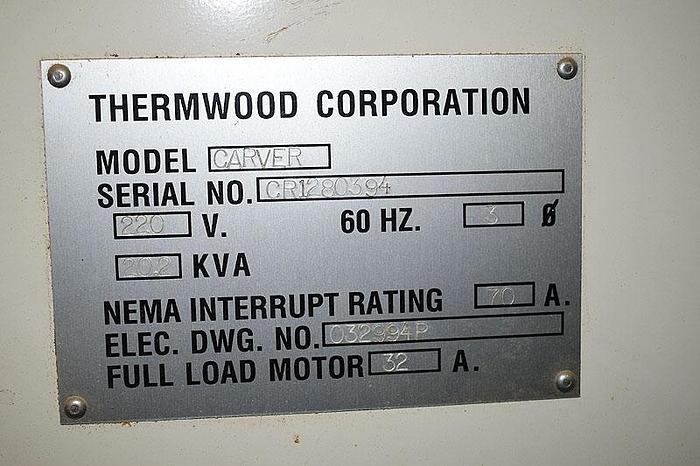 THERMWOOD CORPORATION
MODEL CARVER
SERIAL NO. CR1280394
220 V. 60 HZ. 3 Ø
20.2 KVA
NEMA INTERRUPT RATING 70 A.
ELEC. DWG. NO. 032994P
FULL LOAD MOTOR 32 A.